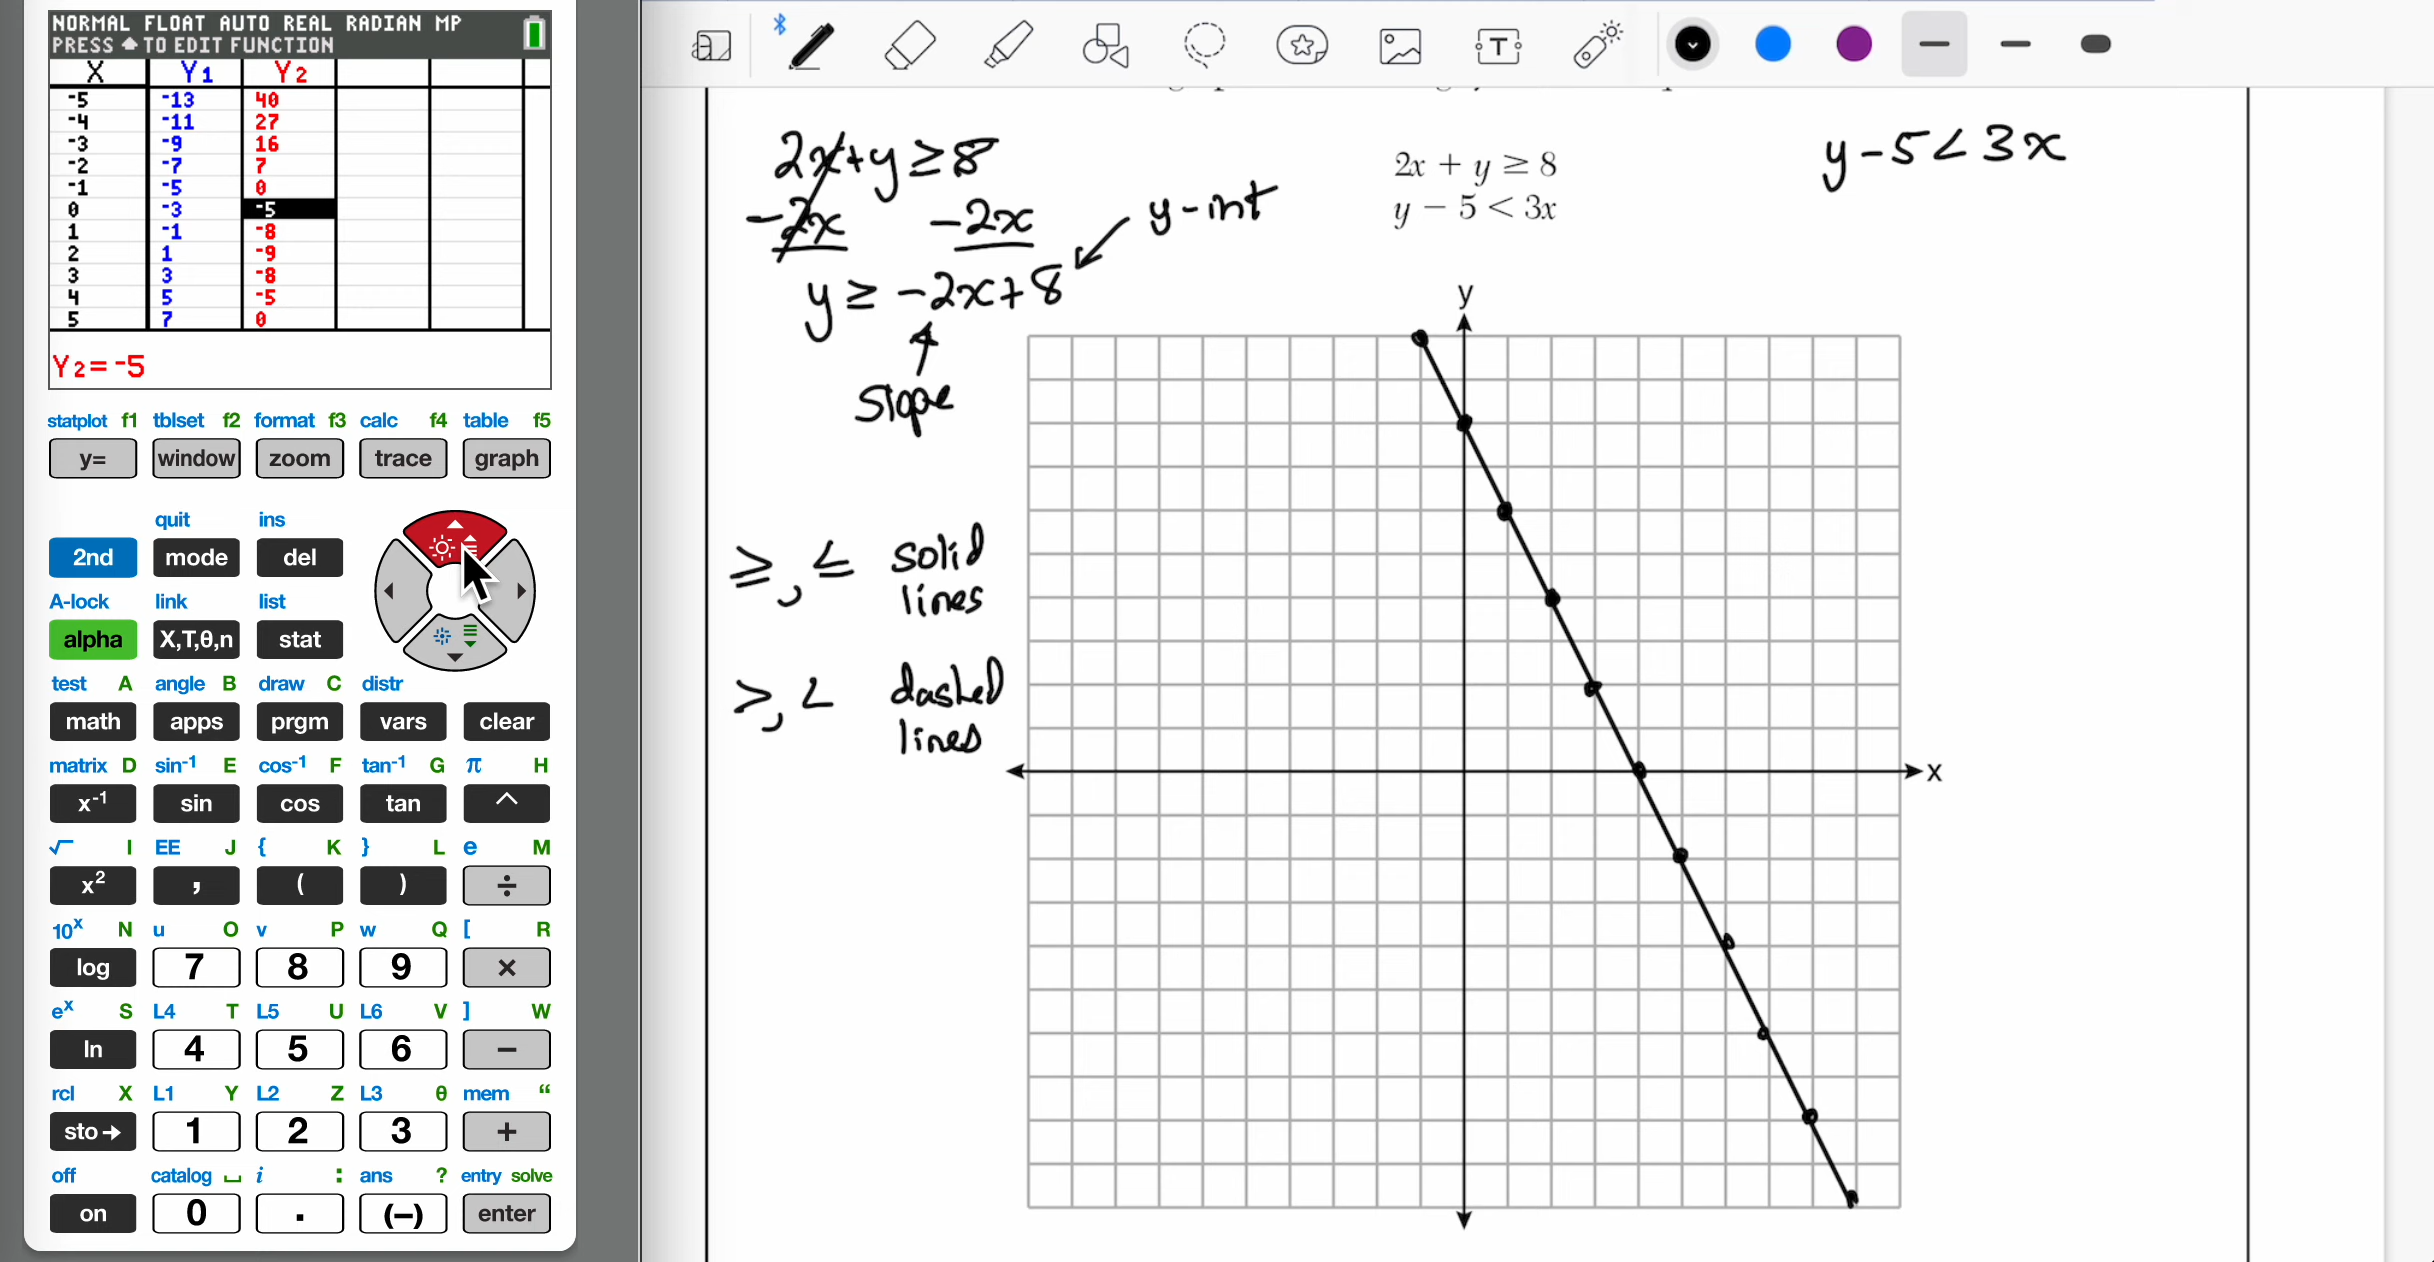 NORMAL FLOAT AUTO REAL RADIAN MP
PRESS TO EDIT FUNCTION
X Y1 Y2
-5 -13 40
-4 -11 27
-3 -9 16
-2 -7 7
-1 -5 0
0 -3 -5
1 -1 -8
2 1 -9
3 3 -8
4 5 -5
5 7 0
Y2=-5
statplot f1 tblset f2 format f3 calc f4 table f5
y= window zoom trace graph
quit ins
2nd mode del
A-lock link list
alpha X,T,θ,n stat
test A angle B draw C distr
math apps prgm vars clear
matrix D sin-1 E cos-1 F tan-1 G π H
x-1 sin cos tan ^
√ I EE J { K } L e M
x2 , ( ) ÷
10x N u O v P w Q [ R
log 7 8 9 ×
ex S L4 T L5 U L6 V ] W
ln 4 5 6 −
rcl X L1 Y L2 Z L3 θ mem “
sto→ 1 2 3 +
off catalog ⎵ i : ans ? entry solve
on 0 . (−) enter
T
2x+y≥8
-2x -2x
y≥-2x+8
y-int
slope
2x + y ≥ 8
y − 5 < 3x
y-5<3x
≥,≤ solid
lines
>,< dashed
lines
y
x